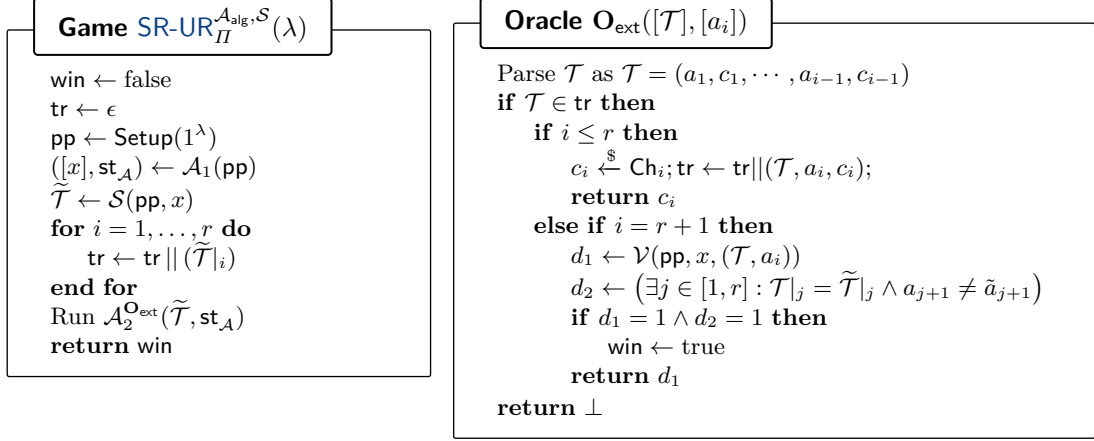 Game SR-UR_Π^{𝒜_alg,𝒮}(λ)
win ← false
tr ← ϵ
pp ← Setup(1^λ)
([x], st_𝒜) ← 𝒜_1(pp)
𝒯̃ ← 𝒮(pp, x)
for i = 1, . . . , r do
tr ← tr || (𝒯̃|_i)
end for
Run 𝒜_2^{O_ext}(𝒯̃, st_𝒜)
return win
Oracle O_ext([𝒯], [a_i])
Parse 𝒯 as 𝒯 = (a_1, c_1, ⋯ , a_{i−1}, c_{i−1})
if 𝒯 ∈ tr then
if i ≤ r then
c_i ←$ Ch_i; tr ← tr||(𝒯, a_i, c_i);
return c_i
else if i = r + 1 then
d_1 ← 𝒱(pp, x, (𝒯, a_i))
d_2 ← (∃j ∈ [1, r] : 𝒯|_j = 𝒯̃|_j ∧ a_{j+1} ≠ ã_{j+1})
if d_1 = 1 ∧ d_2 = 1 then
win ← true
return d_1
return ⊥